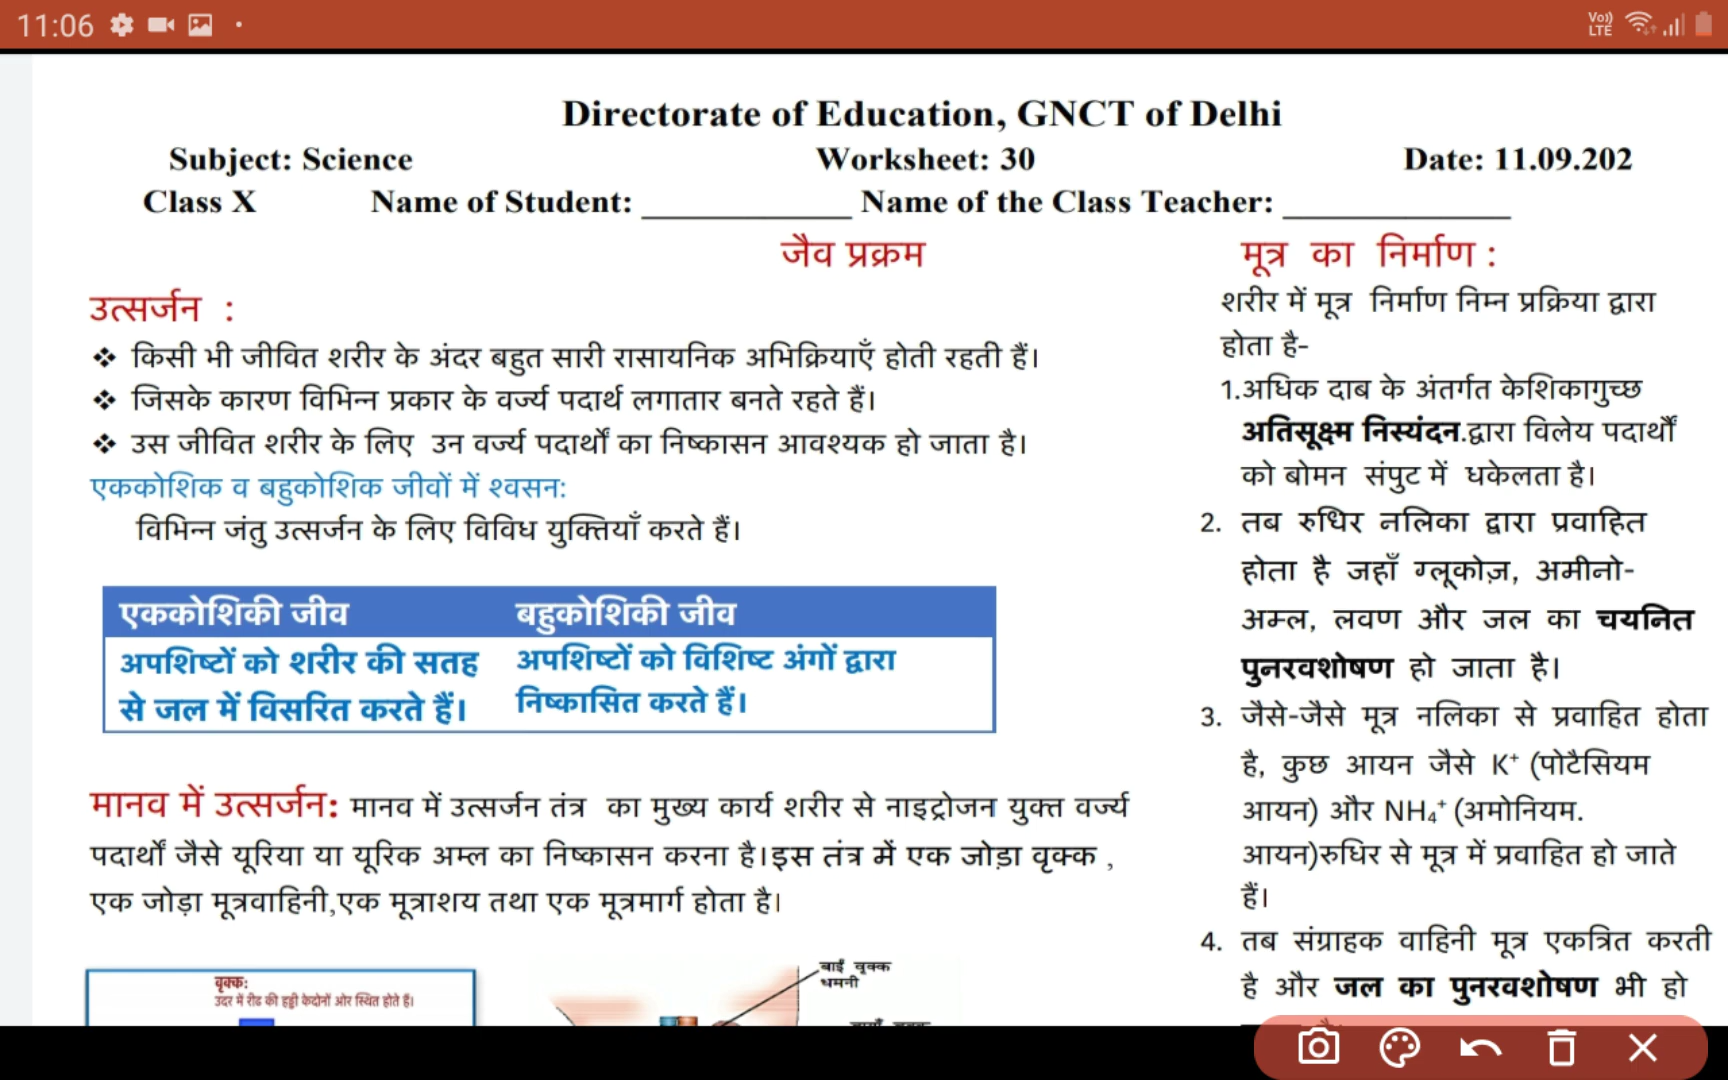 11:06
Vo)) LTE
Directorate of Education, GNCT of Delhi
Subject: Science Worksheet: 30 Date: 11.09.202
Class X Name of Student: _____________ Name of the Class Teacher: ______________
जैव प्रक्रम
उत्सर्जन :
❖ किसी भी जीवित शरीर के अंदर बहुत सारी रासायनिक अभिक्रियाएँ होती रहती हैं।
❖ जिसके कारण विभिन्न प्रकार के वर्ज्य पदार्थ लगातार बनते रहते हैं।
❖ उस जीवित शरीर के लिए उन वर्ज्य पदार्थों का निष्कासन आवश्यक हो जाता है।
एककोशिक व बहुकोशिक जीवों में श्वसन:
विभिन्न जंतु उत्सर्जन के लिए विविध युक्तियाँ करते हैं।
एककोशिकी जीव बहुकोशिकी जीव
अपशिष्टों को शरीर की सतह अपशिष्टों को विशिष्ट अंगों द्वारा
से जल में विसरित करते हैं। निष्कासित करते हैं।
मानव में उत्सर्जन: मानव में उत्सर्जन तंत्र का मुख्य कार्य शरीर से नाइट्रोजन युक्त वर्ज्य
पदार्थों जैसे यूरिया या यूरिक अम्ल का निष्कासन करना है।इस तंत्र में एक जोड़ा वृक्क ,
एक जोड़ा मूत्रवाहिनी,एक मूत्राशय तथा एक मूत्रमार्ग होता है।
वृक्क:
उदर में रीढ की हड्डी केदोनों ओर स्थित होते हैं।
बाईं वृक्क
धमनी
मूत्र का निर्माण :
शरीर में मूत्र निर्माण निम्न प्रक्रिया द्वारा
होता है-
1.अधिक दाब के अंतर्गत केशिकागुच्छ
अतिसूक्ष्म निस्यंदन.द्वारा विलेय पदार्थों
को बोमन संपुट में धकेलता है।
2. तब रुधिर नलिका द्वारा प्रवाहित
होता है जहाँ ग्लूकोज़, अमीनो-
अम्ल, लवण और जल का चयनित
पुनरवशोषण हो जाता है।
3. जैसे-जैसे मूत्र नलिका से प्रवाहित होता
है, कुछ आयन जैसे K⁺ (पोटैसियम
आयन) और NH₄⁺ (अमोनियम.
आयन)रुधिर से मूत्र में प्रवाहित हो जाते
हैं।
4. तब संग्राहक वाहिनी मूत्र एकत्रित करती
है और जल का पुनरवशोषण भी हो